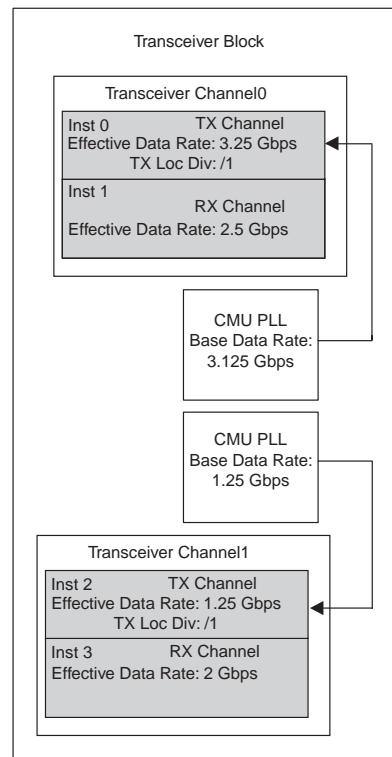 Transceiver Block
Transceiver Channel0
Inst 0 TX Channel
Effective Data Rate: 3.25 Gbps
TX Loc Div: /1
Inst 1
RX Channel
Effective Data Rate: 2.5 Gbps
CMU PLL
Base Data Rate:
3.125 Gbps
CMU PLL
Base Data Rate:
1.25 Gbps
Transceiver Channel1
Inst 2 TX Channel
Effective Data Rate: 1.25 Gbps
TX Loc Div: /1
Inst 3 RX Channel
Effective Data Rate: 2 Gbps